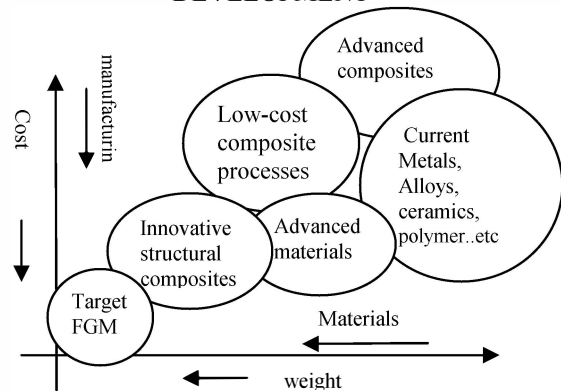 DEVELOPMENT
Advanced
composites
manufacturin
Cost
Low-cost
composite
processes
Current
Metals,
Alloys,
ceramics,
polymer..etc
Innovative
structural
composites
Advanced
materials
Target
FGM
Materials
weight